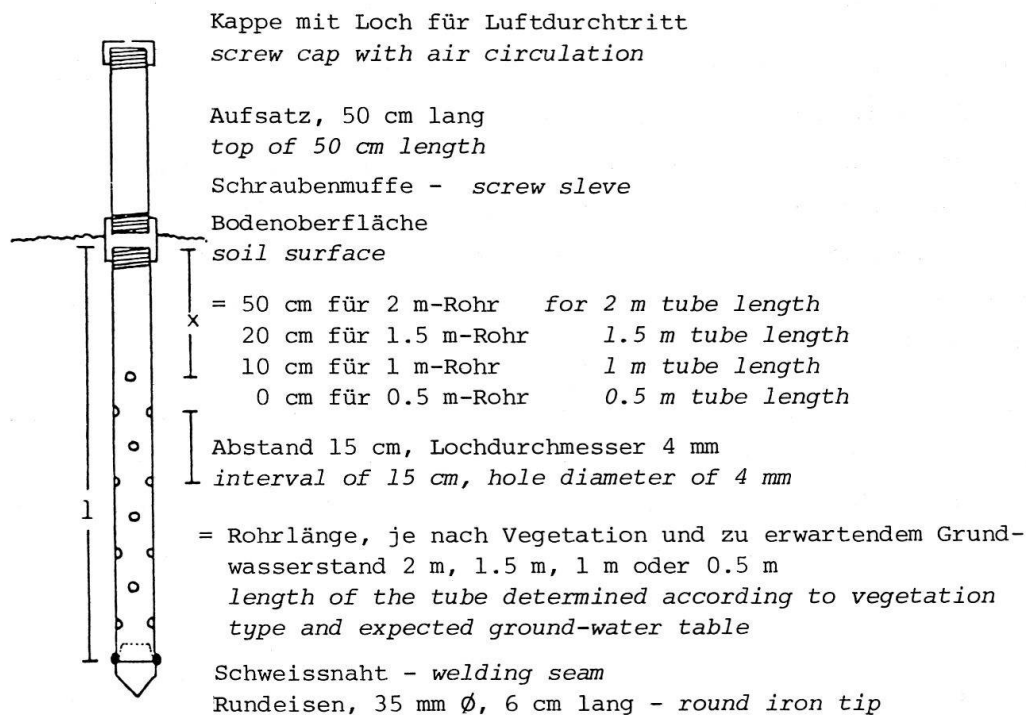 Kappe mit Loch für Luftdurchtritt
screw cap with air circulation
Aufsatz, 50 cm lang
top of 50 cm length
Schraubenmuffe - screw sleve
Bodenoberfläche
soil surface
= 50 cm für 2 m-Rohr for 2 m tube length
x
20 cm für 1.5 m-Rohr 1.5 m tube length
10 cm für 1 m-Rohr 1 m tube length
0 cm für 0.5 m-Rohr 0.5 m tube length
Abstand 15 cm, Lochdurchmesser 4 mm
interval of 15 cm, hole diameter of 4 mm
l
= Rohrlänge, je nach Vegetation und zu erwartendem Grund-
wasserstand 2 m, 1.5 m, 1 m oder 0.5 m
length of the tube determined according to vegetation
type and expected ground-water table
Schweissnaht - welding seam
Rundeisen, 35 mm Ø, 6 cm lang - round iron tip